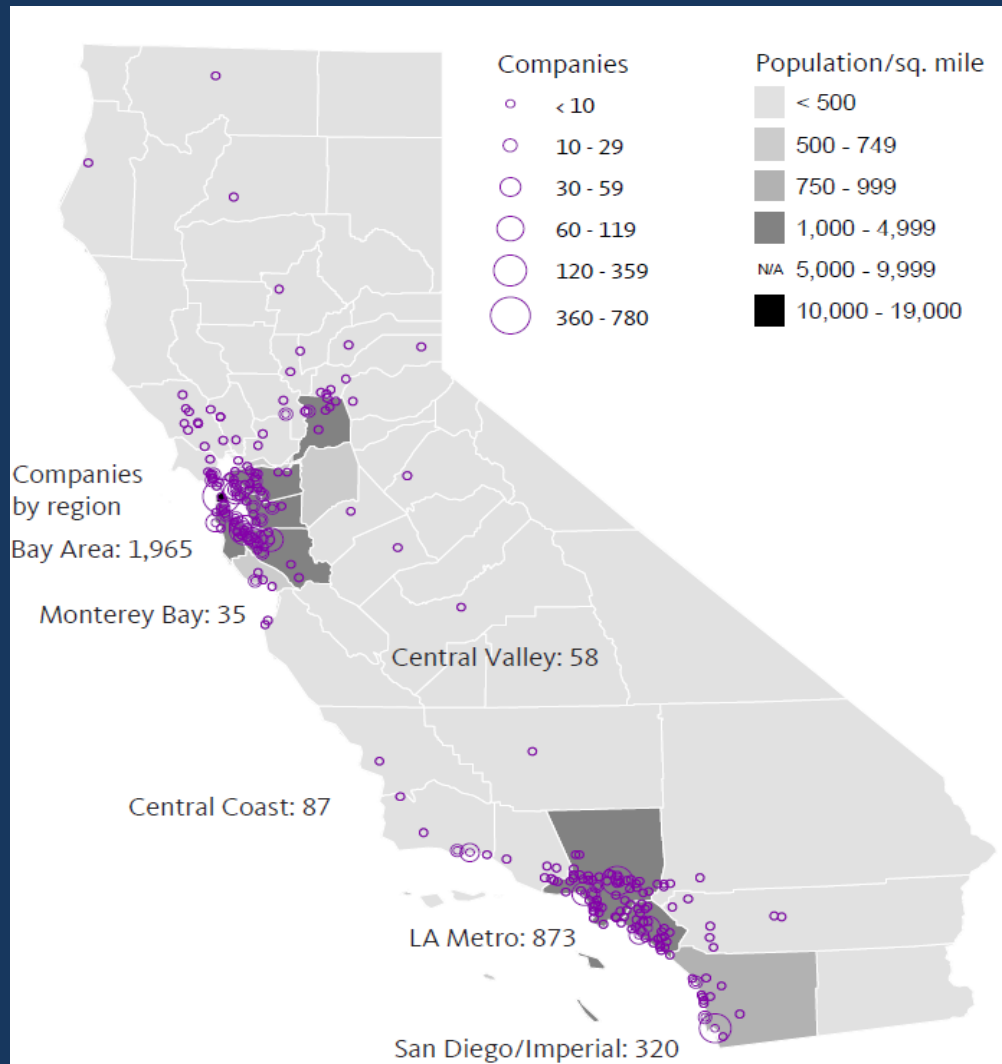 Companies
< 10
10 - 29
30 - 59
60 - 119
120 - 359
360 - 780
Population/sq. mile
< 500
500 - 749
750 - 999
1,000 - 4,999
N/A 5,000 - 9,999
10,000 - 19,000
Companies
by region
Bay Area: 1,965
Monterey Bay: 35
Central Valley: 58
Central Coast: 87
LA Metro: 873
San Diego/Imperial: 320